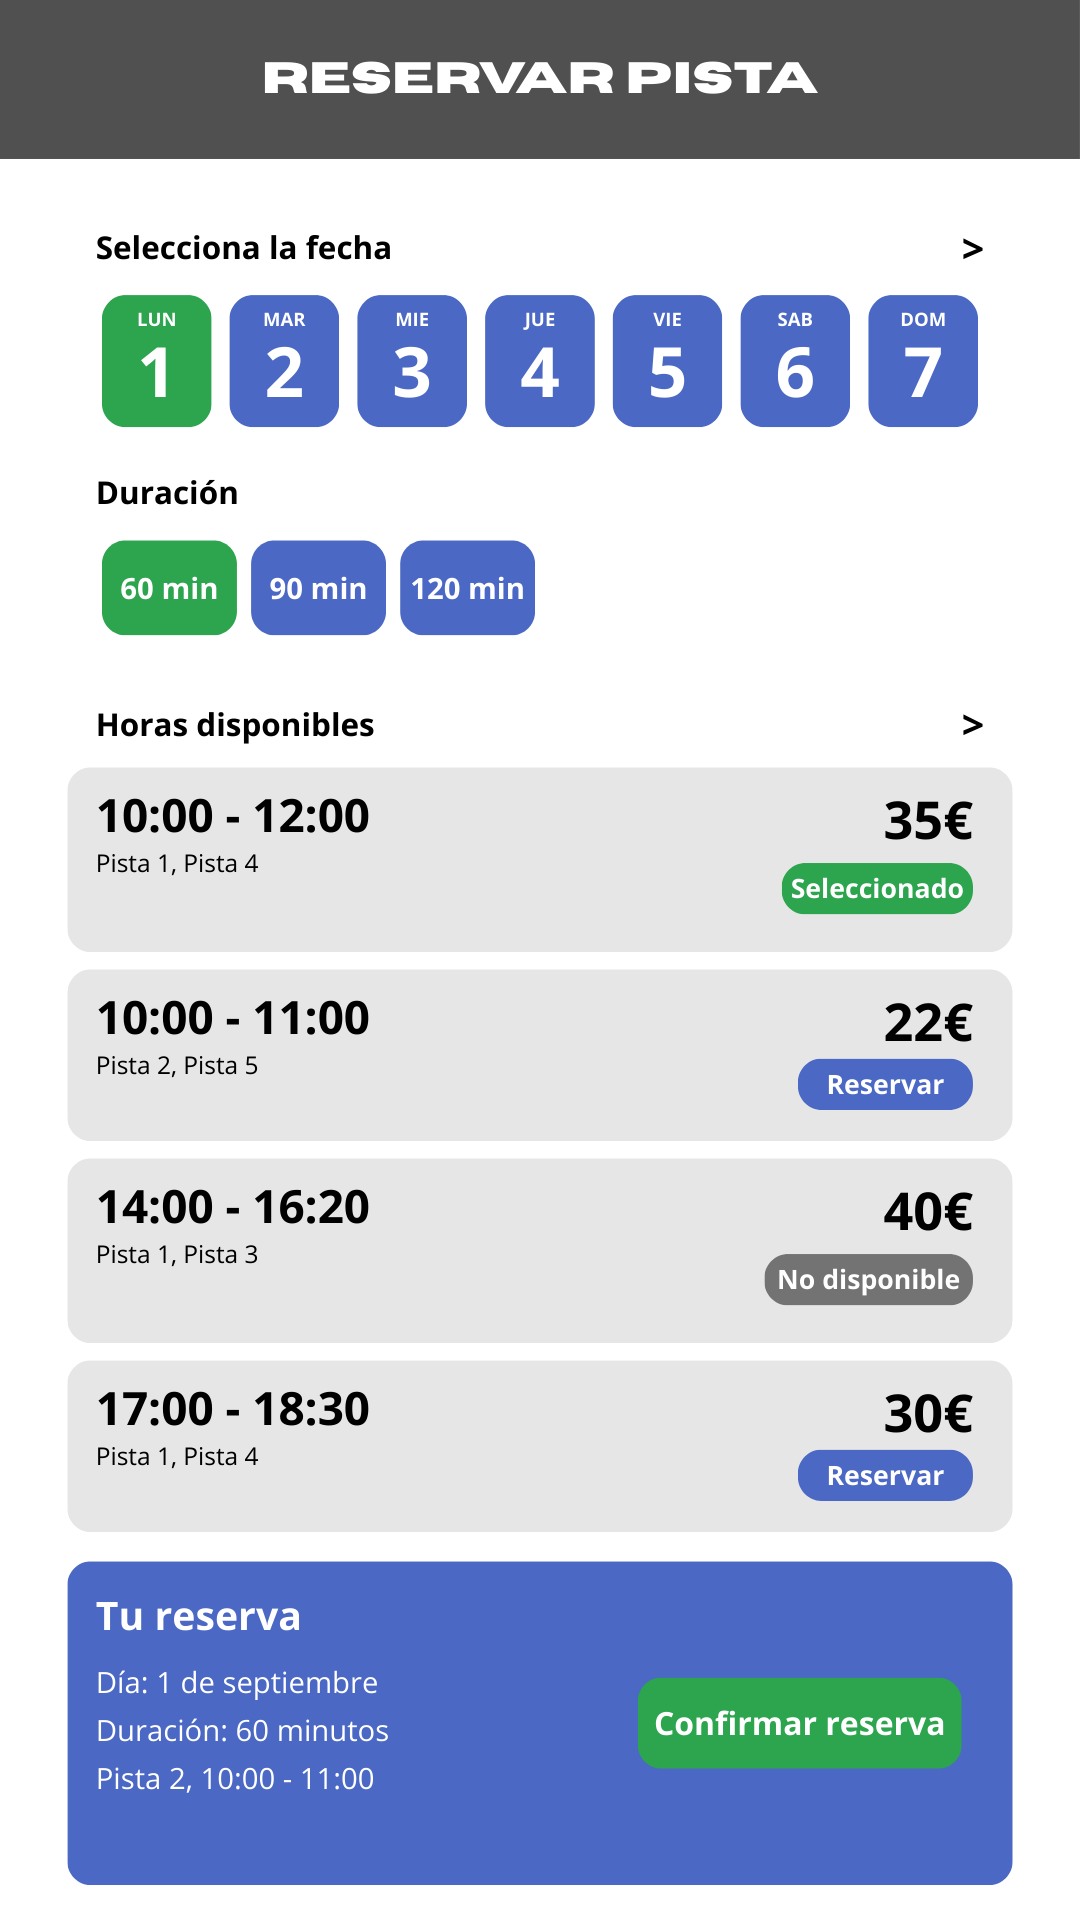 RESERVAR PISTA
Selecciona la fecha >
LUN MAR MIE JUE VIE SAB DOM
1 2 3 4 5 6 7
Duración
60 min 90 min 120 min
Horas disponibles >
10:00 - 12:00 35€
Pista 1, Pista 4
Seleccionado
10:00 - 11:00 22€
Pista 2, Pista 5
Reservar
14:00 - 16:20 40€
Pista 1, Pista 3
No disponible
17:00 - 18:30 30€
Pista 1, Pista 4
Reservar
Tu reserva
Día: 1 de septiembre
Duración: 60 minutos
Pista 2, 10:00 - 11:00
Confirmar reserva